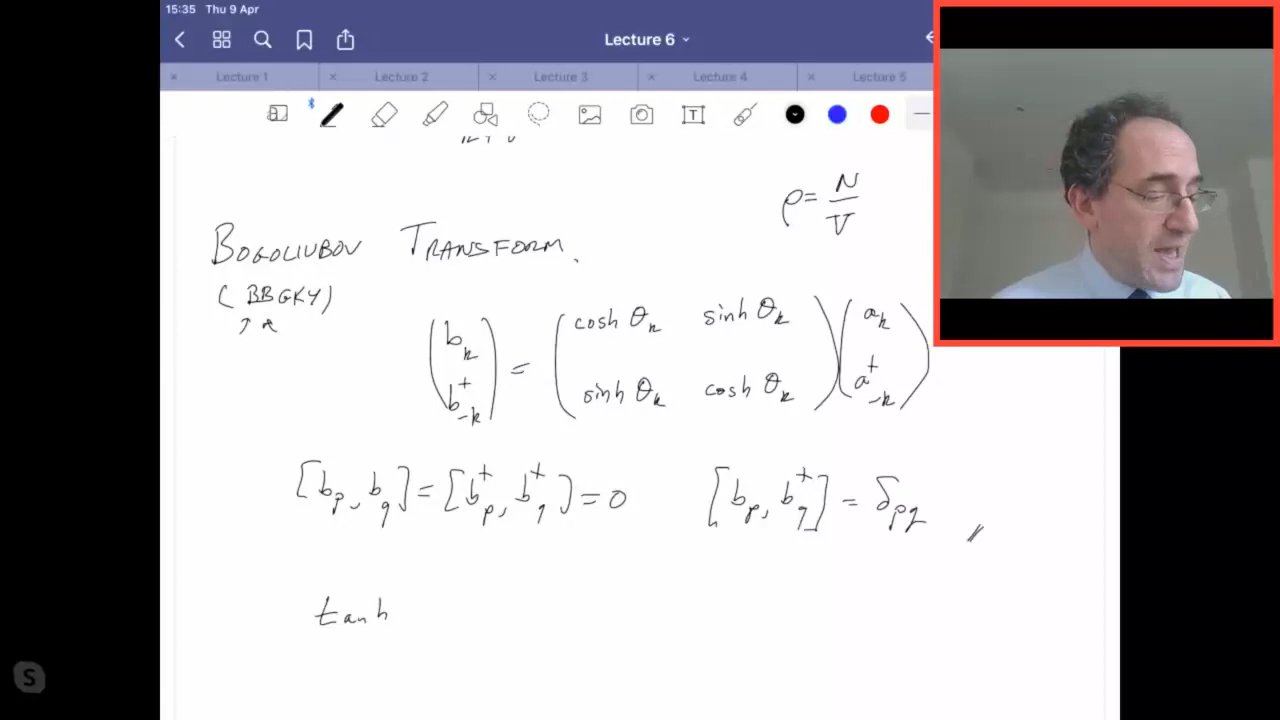 15:35 Thu 9 Apr
Lecture 6
Lecture 1 Lecture 2 Lecture 3 Lecture 4 Lecture 5
T
ρ = N/V
BOGOLIUBOV TRANSFORM.
(BBGKY)
( b_k ; b^+_{-k} ) = ( cosh θ_k sinh θ_k ; sinh θ_k cosh θ_k ) ( a_k ; a^+_{-k} )
[b_p, b_q] = [b^+_p, b^+_q] = 0 [b_p, b^+_q] = δ_{pq} //
tanh
S